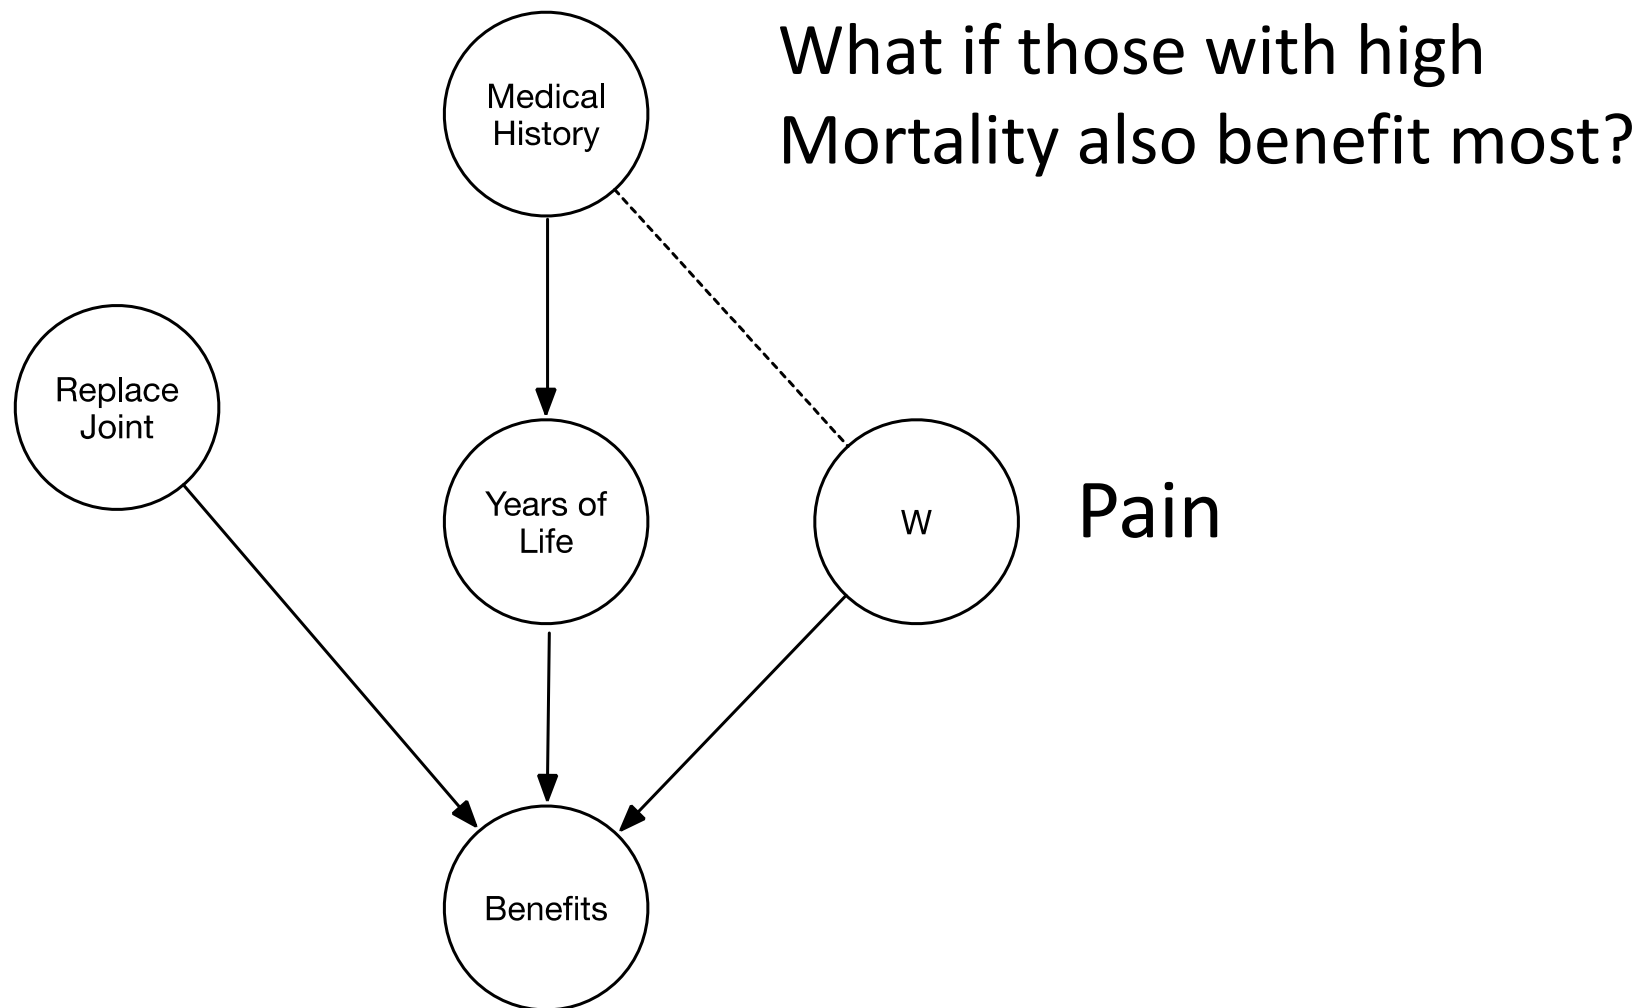 What if those with high
Mortality also benefit most?
Medical
History
Replace
Joint
Years of
Life
W
Pain
Benefits